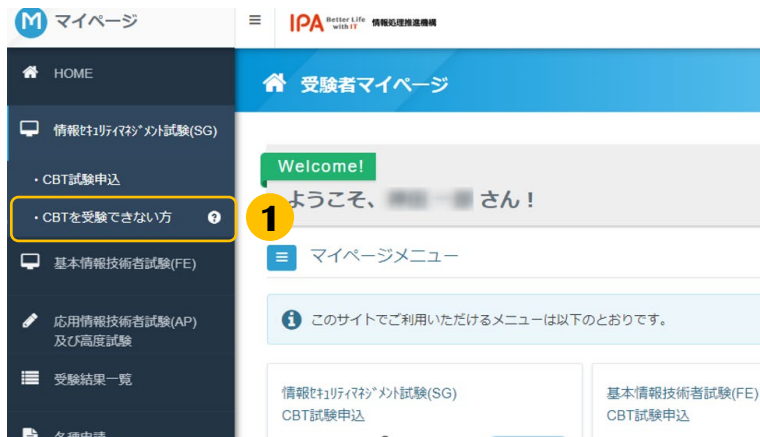 M マイページ
≡ IPA Better Life with IT 情報処理推進機構
HOME
受験者マイページ
情報ｾｷｭﾘﾃｨﾏﾈｼﾞﾒﾝﾄ試験(SG)
・CBT試験申込
Welcome!
ようこそ、 さん！
・CBTを受験できない方 ?
1
マイページメニュー
基本情報技術者試験(FE)
応用情報技術者試験(AP)
及び高度試験
このサイトでご利用いただけるメニューは以下のとおりです。
受験結果一覧
情報ｾｷｭﾘﾃｨﾏﾈｼﾞﾒﾝﾄ試験(SG)
CBT試験申込
基本情報技術者試験(FE)
CBT試験申込
各種申請